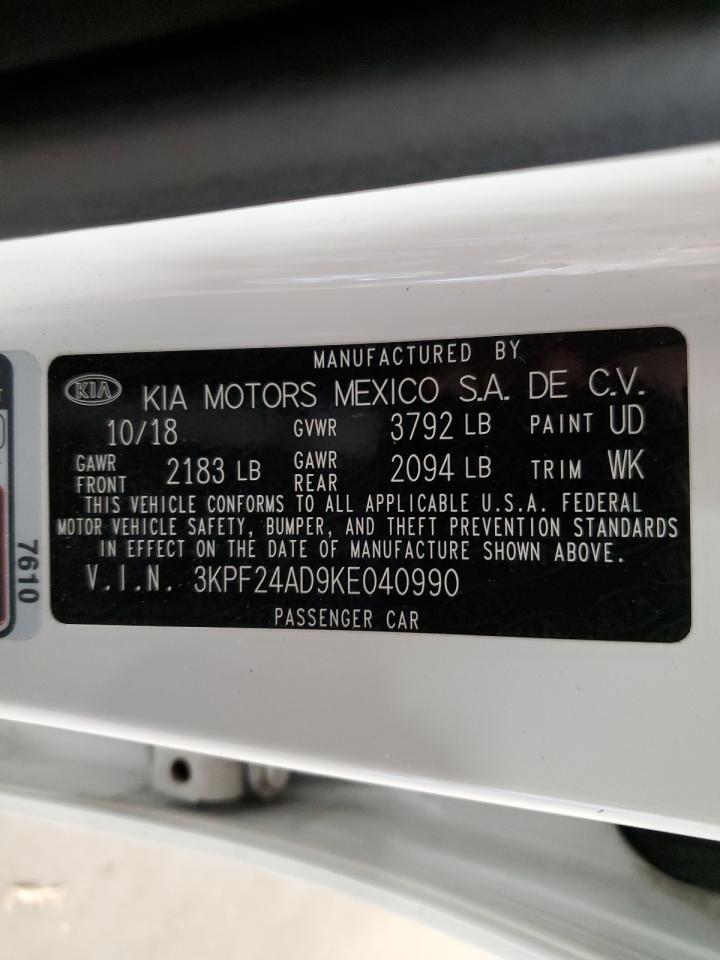 MANUFACTURED BY
KIA KIA MOTORS MEXICO S.A. DE C.V.
10/18 GVWR 3792 LB PAINT UD
GAWR FRONT 2183 LB GAWR REAR 2094 LB TRIM WK
THIS VEHICLE CONFORMS TO ALL APPLICABLE U.S.A. FEDERAL
MOTOR VEHICLE SAFETY, BUMPER, AND THEFT PREVENTION STANDARDS
IN EFFECT ON THE DATE OF MANUFACTURE SHOWN ABOVE.
V.I.N. 3KPF24AD9KE040990
PASSENGER CAR
7610